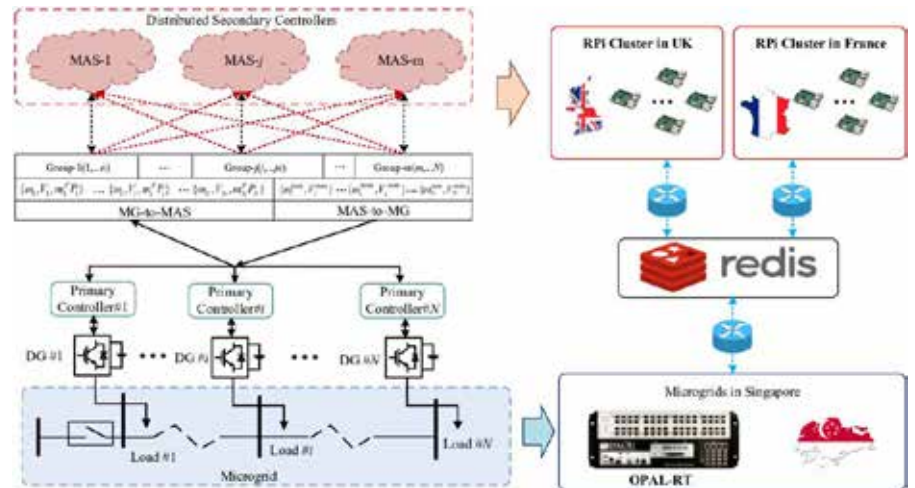 Distributed Secondary Controllers
MAS-1
MAS-j
MAS-m
Group-1(1,...n)
...
Group-j(i,...p)
...
Group-m(m,...N)
MG-to-MAS
MAS-to-MG
Primary
Controller#1
Primary
Controller#i
Primary
Controller#N
DG #1
DG #i
DG #N
Load #1
Load #i
Load #N
Microgrid
RPi Cluster in UK
RPi Cluster in France
redis
Microgrids in Singapore
OPAL-RT